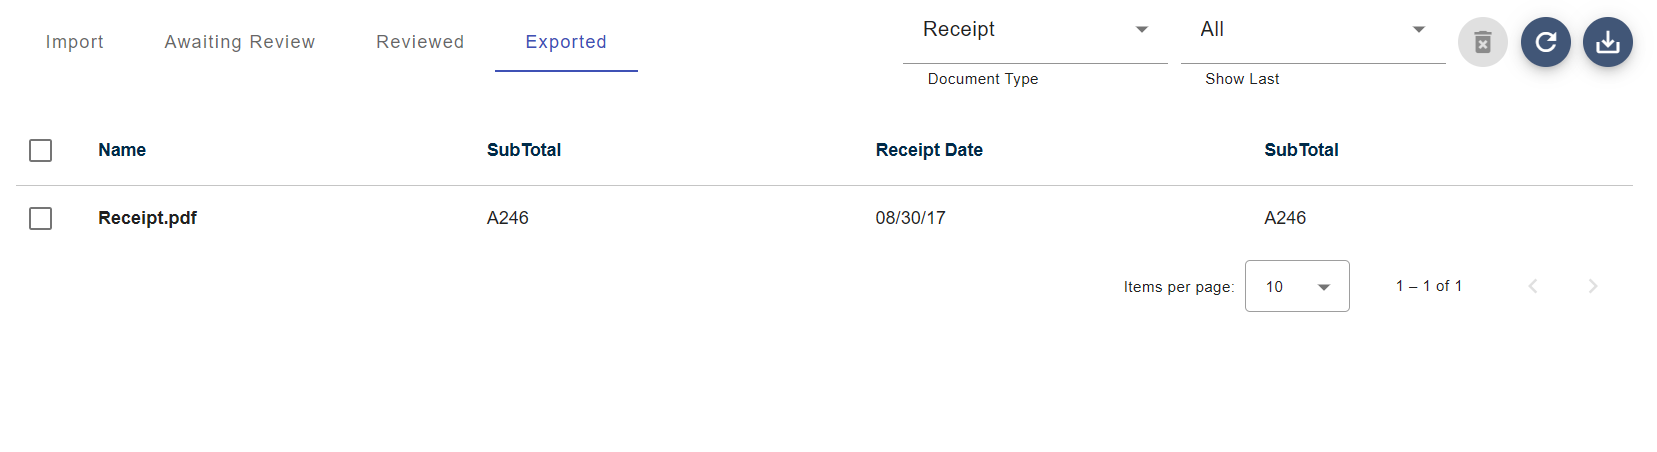 Import Awaiting Review Reviewed Exported Receipt All
Document Type Show Last
Name SubTotal Receipt Date SubTotal
Receipt.pdf A246 08/30/17 A246
Items per page: 10 1 – 1 of 1